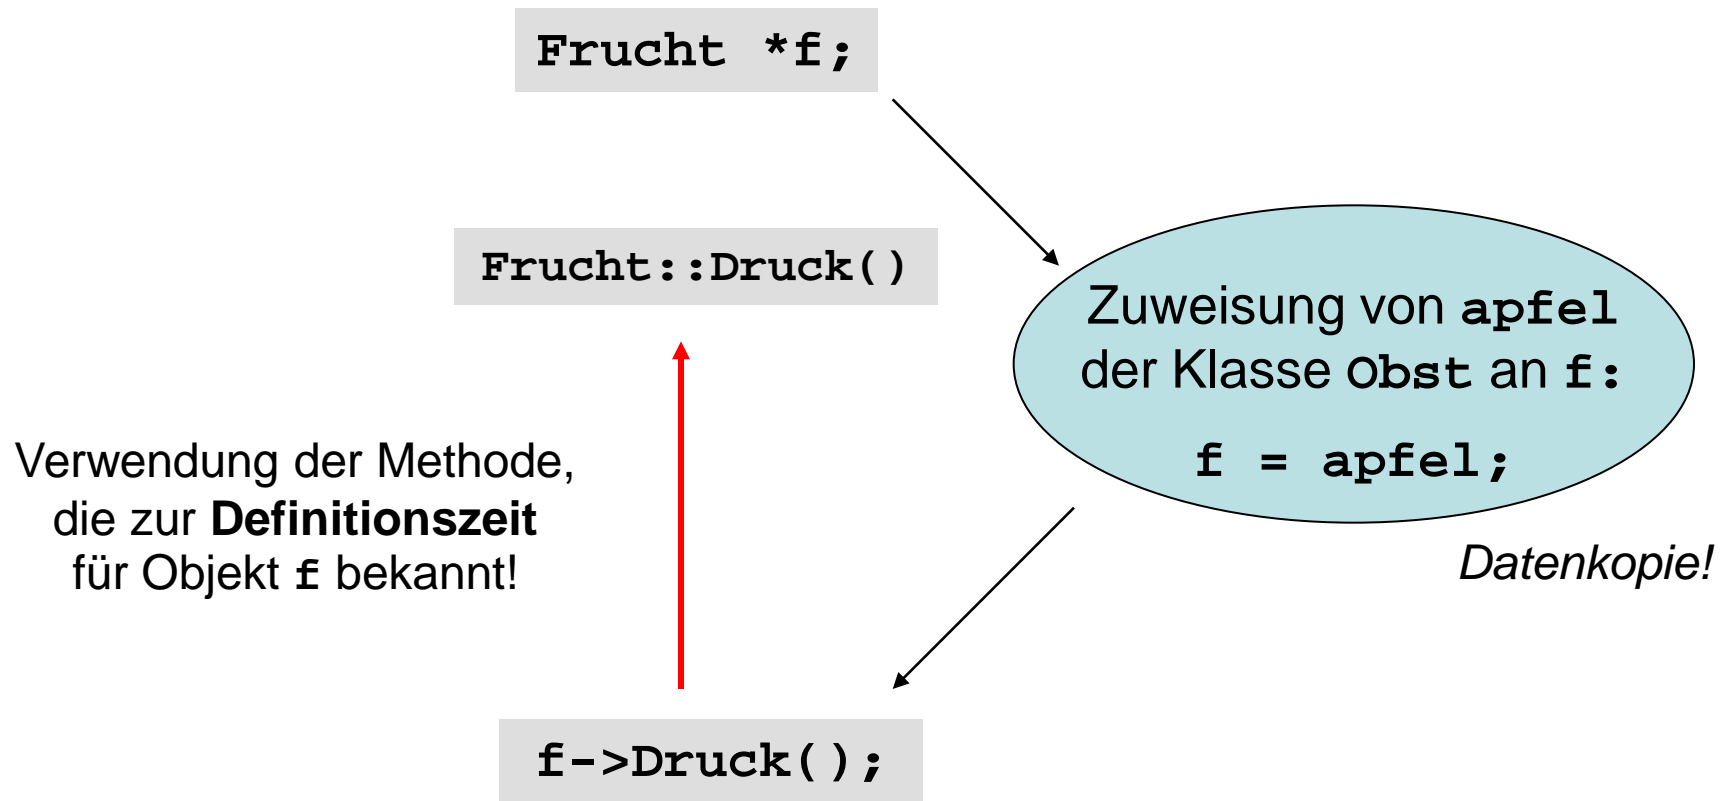 Frucht *f;
Frucht::Druck()
Zuweisung von apfel
der Klasse Obst an f:
f = apfel;
Verwendung der Methode,
die zur Definitionszeit
für Objekt f bekannt!
Datenkopie!
f->Druck();